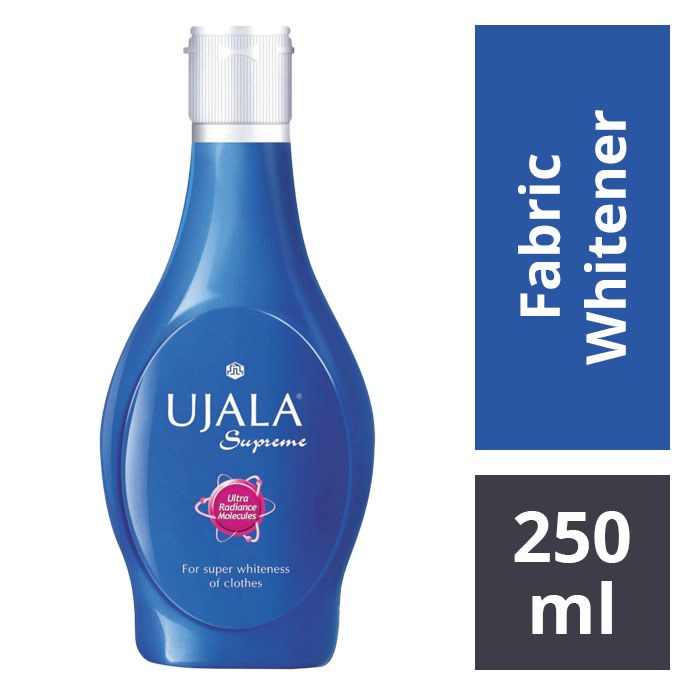 UJALA®
Supreme
Ultra
Radiance
Molecules
For super whiteness
of clothes
Fabric
Whitener
250
ml